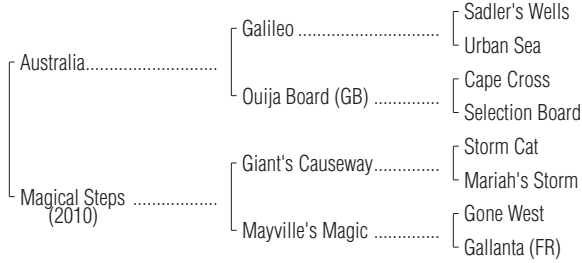 Sadler's Wells
Galileo
Urban Sea
Australia
Cape Cross
Ouija Board (GB)
Selection Board
Storm Cat
Giant's Causeway
Mariah's Storm
Magical Steps
(2010)
Gone West
Mayville's Magic
Gallanta (FR)